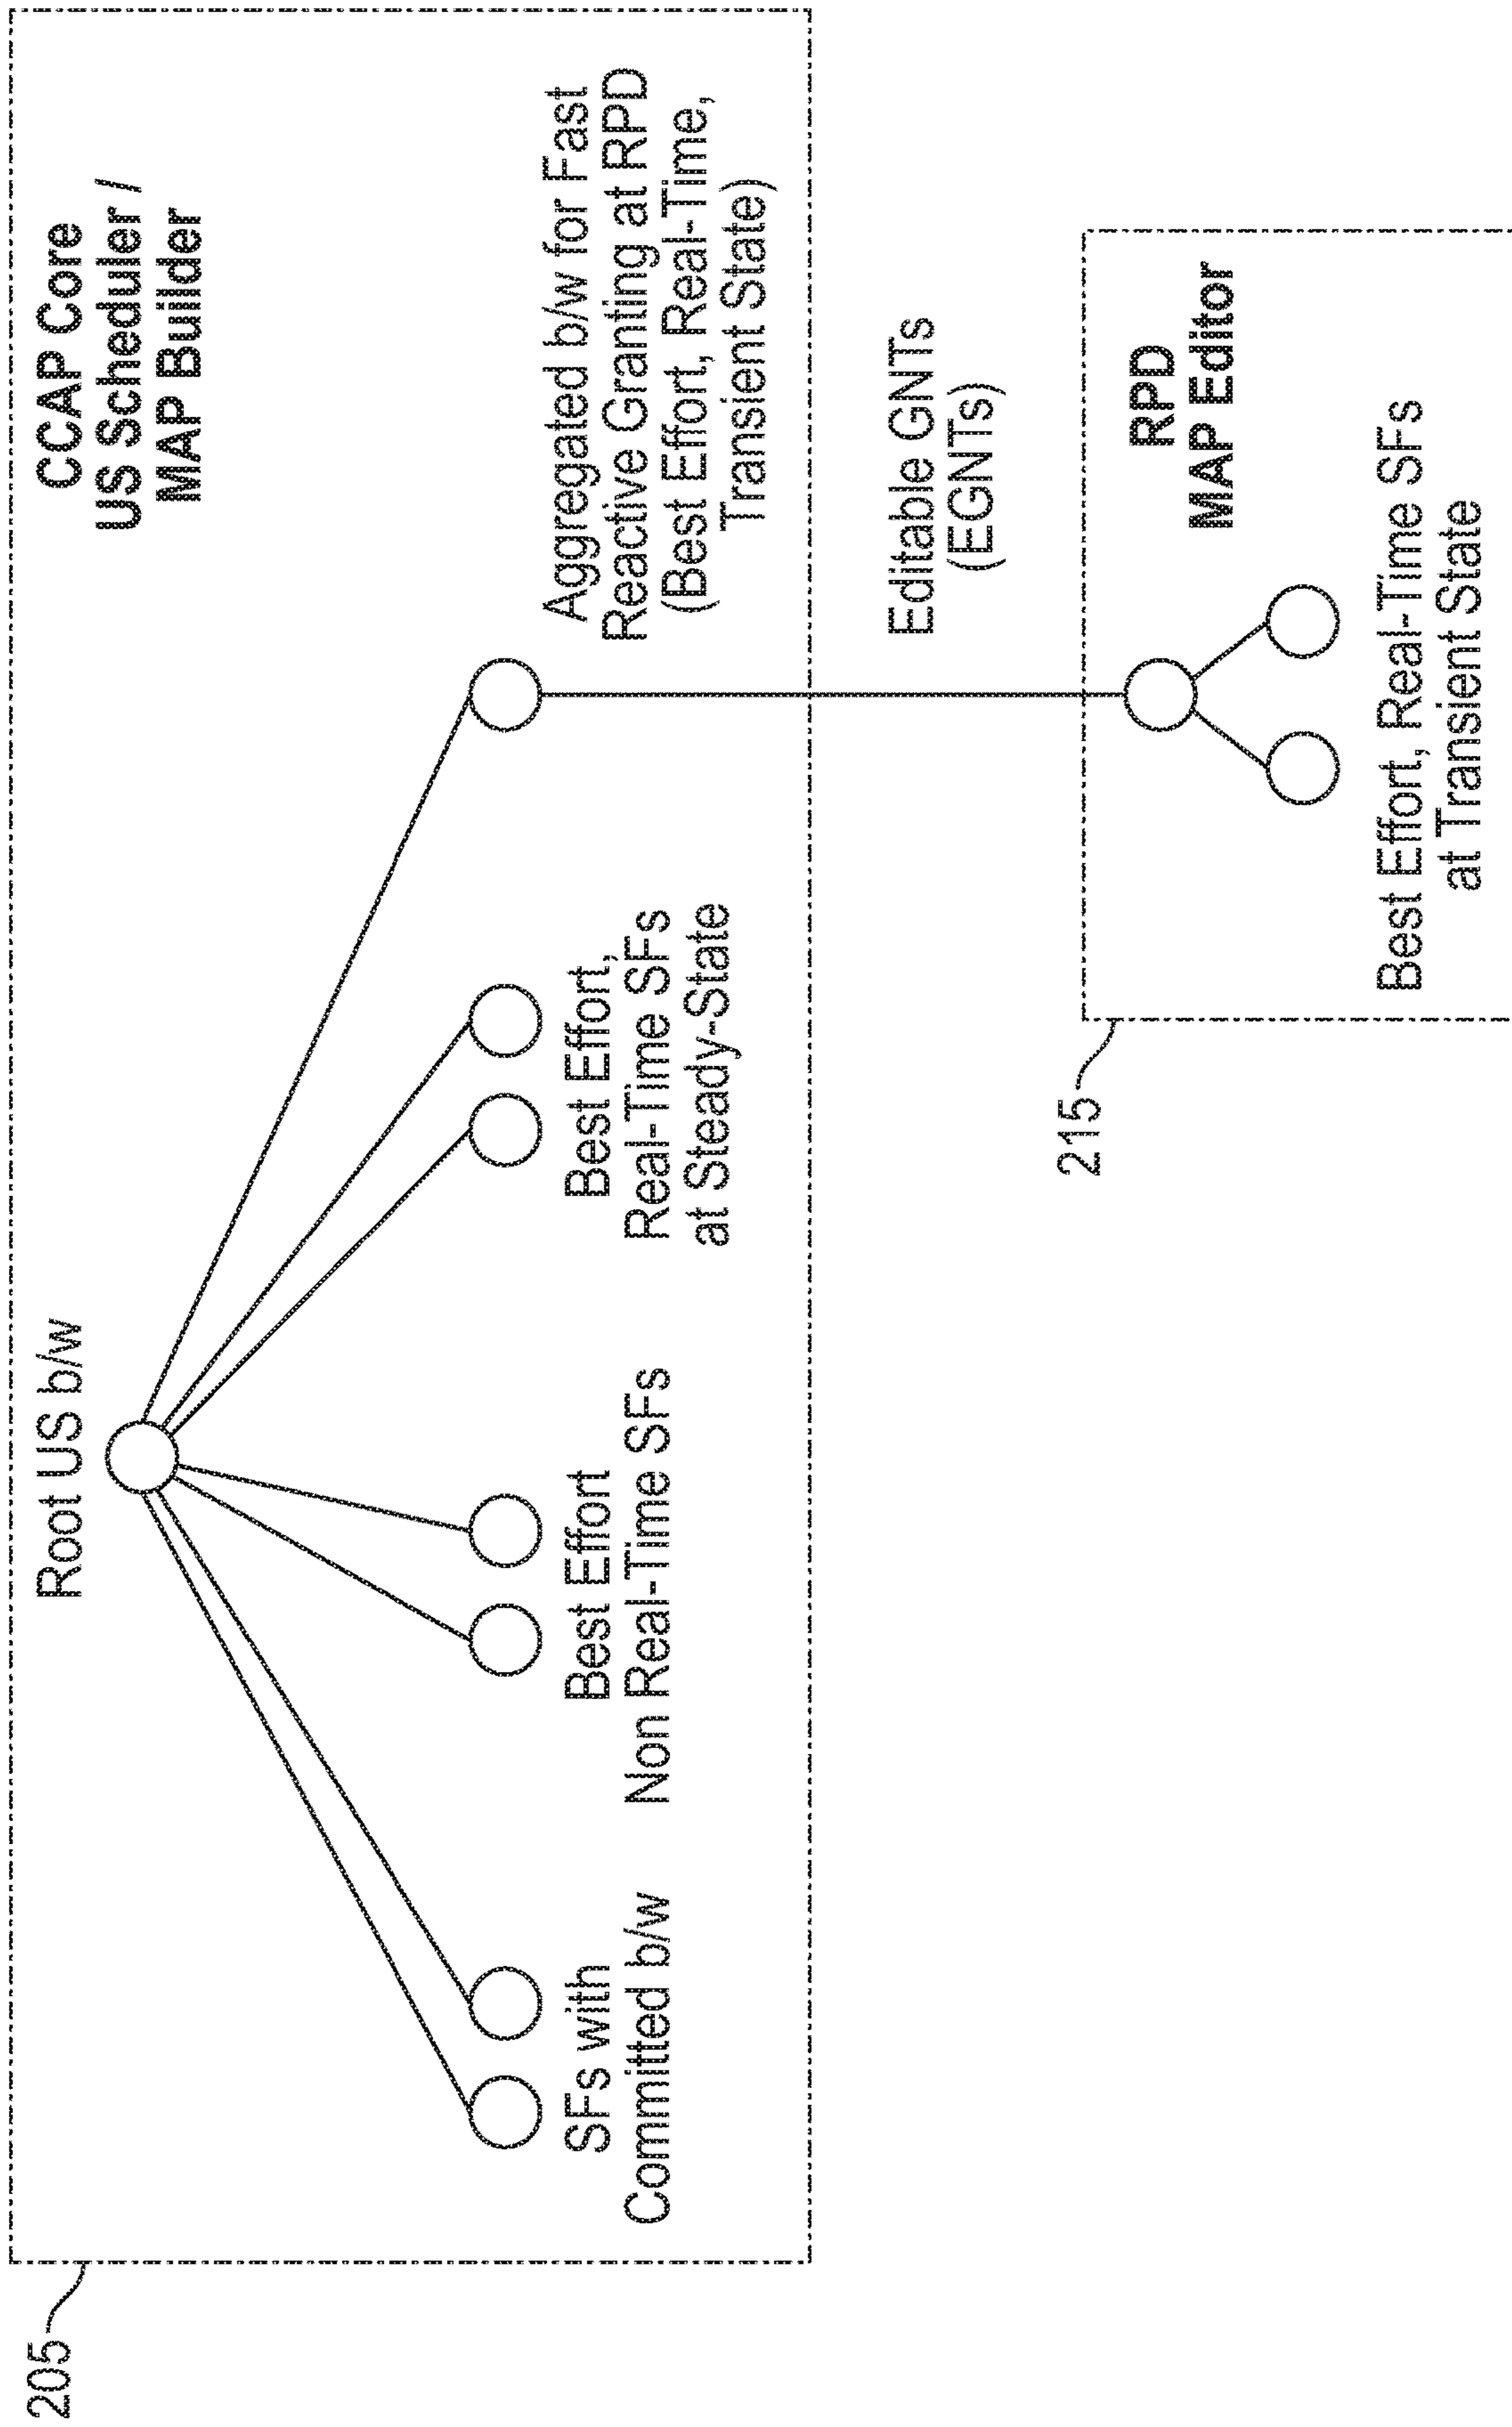 205
Root US b/w
CCAP Core
US Scheduler /
MAP Builder
SFs with
Committed b/w
Best Effort
Non Real-Time SFs
Best Effort,
Real-Time SFs
at Steady-State
Aggregated b/w for Fast
Reactive Granting at RPD
(Best Effort, Real-Time,
Transient State)
Editable GNTs
(EGNTs)
215
RPD
MAP Editor
Best Effort, Real-Time SFs
at Transient State